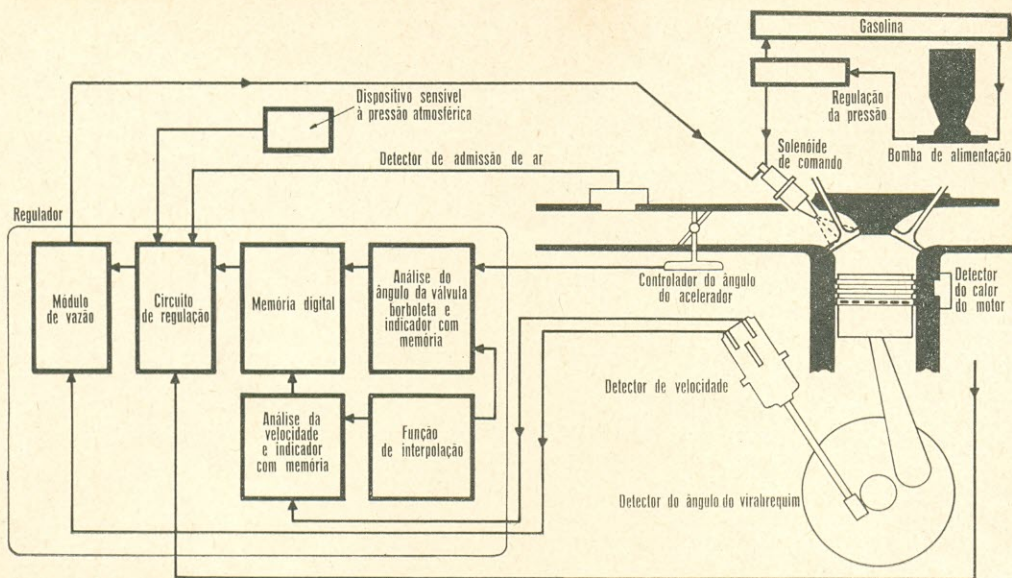 Gasolina
Dispositivo sensível
à pressão atmosférica
Regulação
da pressão
Bomba de alimentação
Solenóide
de comando
Detector de admissão de ar
Regulador
Módulo
de vazão
Circuito
de regulação
Memória digital
Análise do
ângulo da válvula
borboleta e
indicador com
memória
Controlador do ângulo
do acelerador
Detector
do calor
do motor
Detector de velocidade
Análise da
velocidade
e indicador
com memória
Função
de interpolação
Detector do ângulo do virabrequim